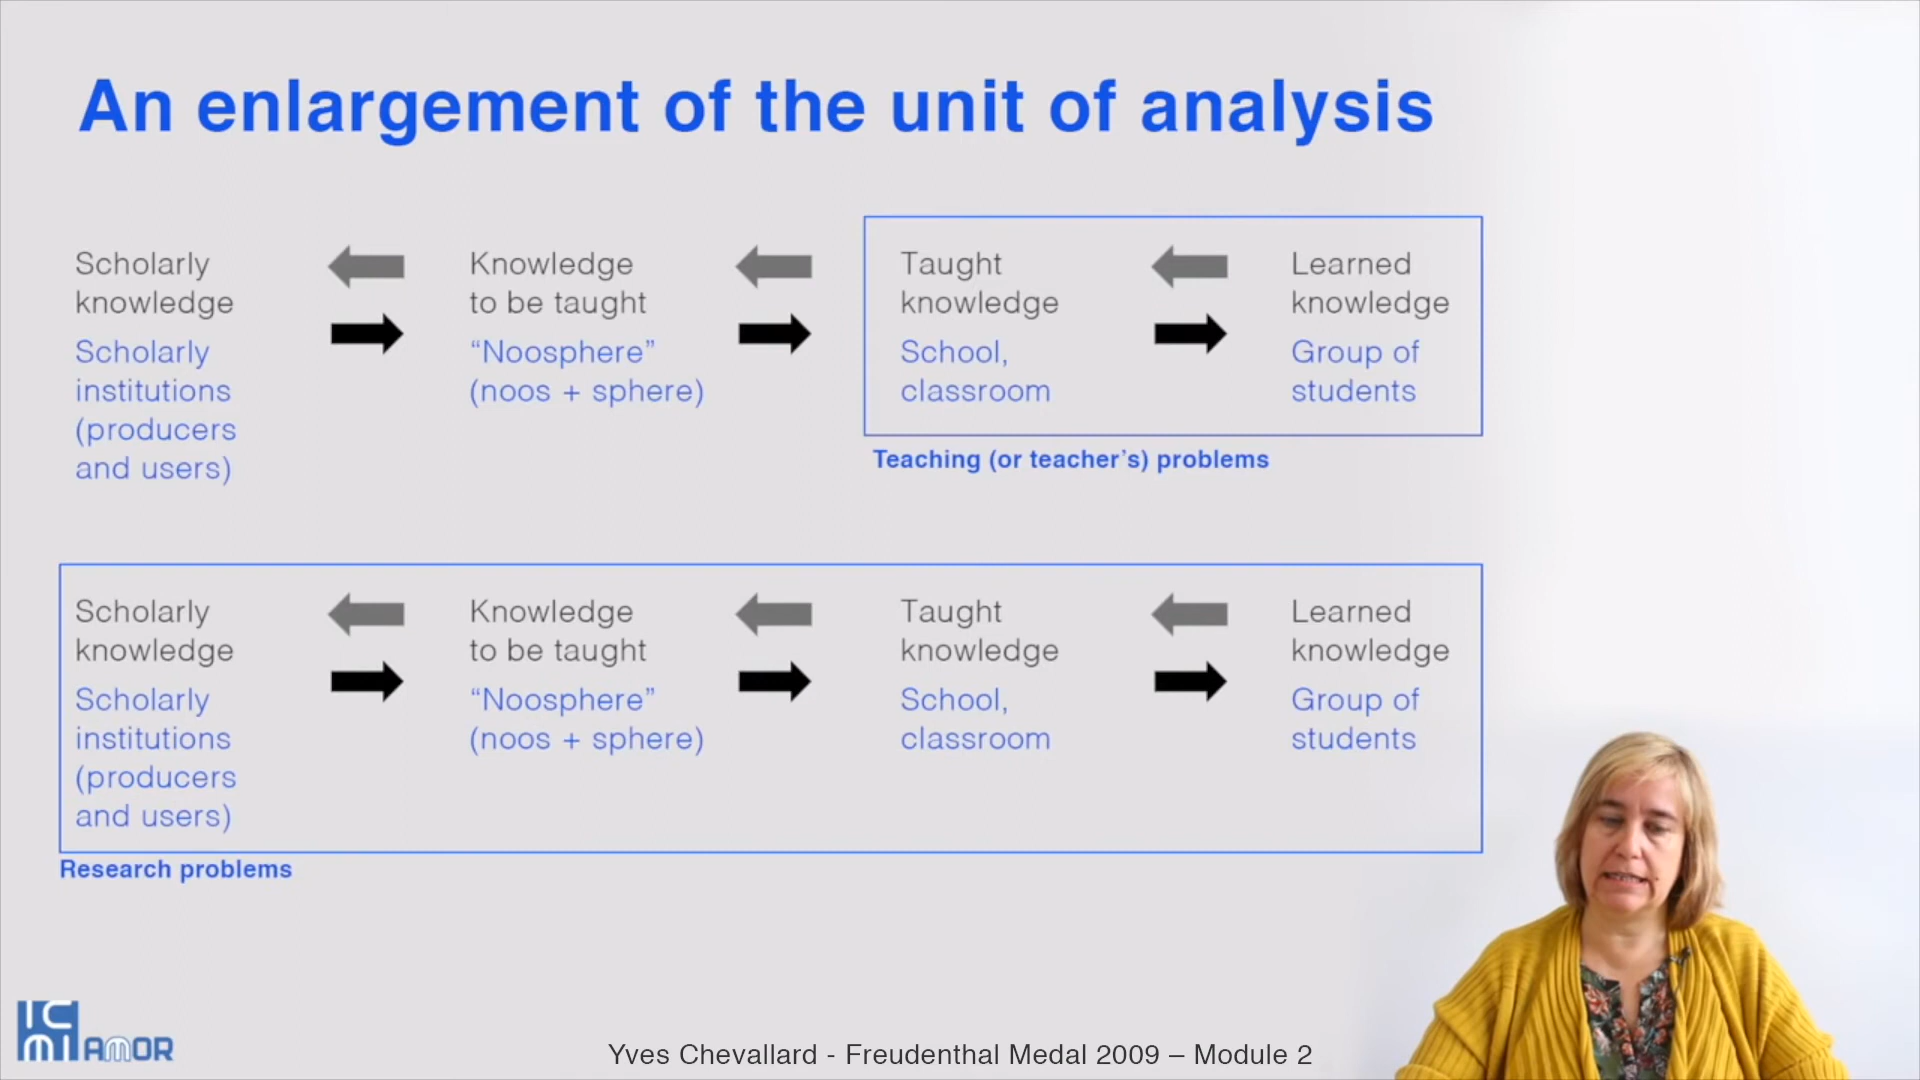 An enlargement of the unit of analysis
Scholarly
knowledge
Scholarly
institutions
(producers
and users)
Knowledge
to be taught
“Noosphere”
(noos + sphere)
Taught
knowledge
School,
classroom
Learned
knowledge
Group of
students
Teaching (or teacher’s) problems
Scholarly
knowledge
Scholarly
institutions
(producers
and users)
Knowledge
to be taught
“Noosphere”
(noos + sphere)
Taught
knowledge
School,
classroom
Learned
knowledge
Group of
students
Research problems
IC
MI AMOR
Yves Chevallard - Freudenthal Medal 2009 – Module 2